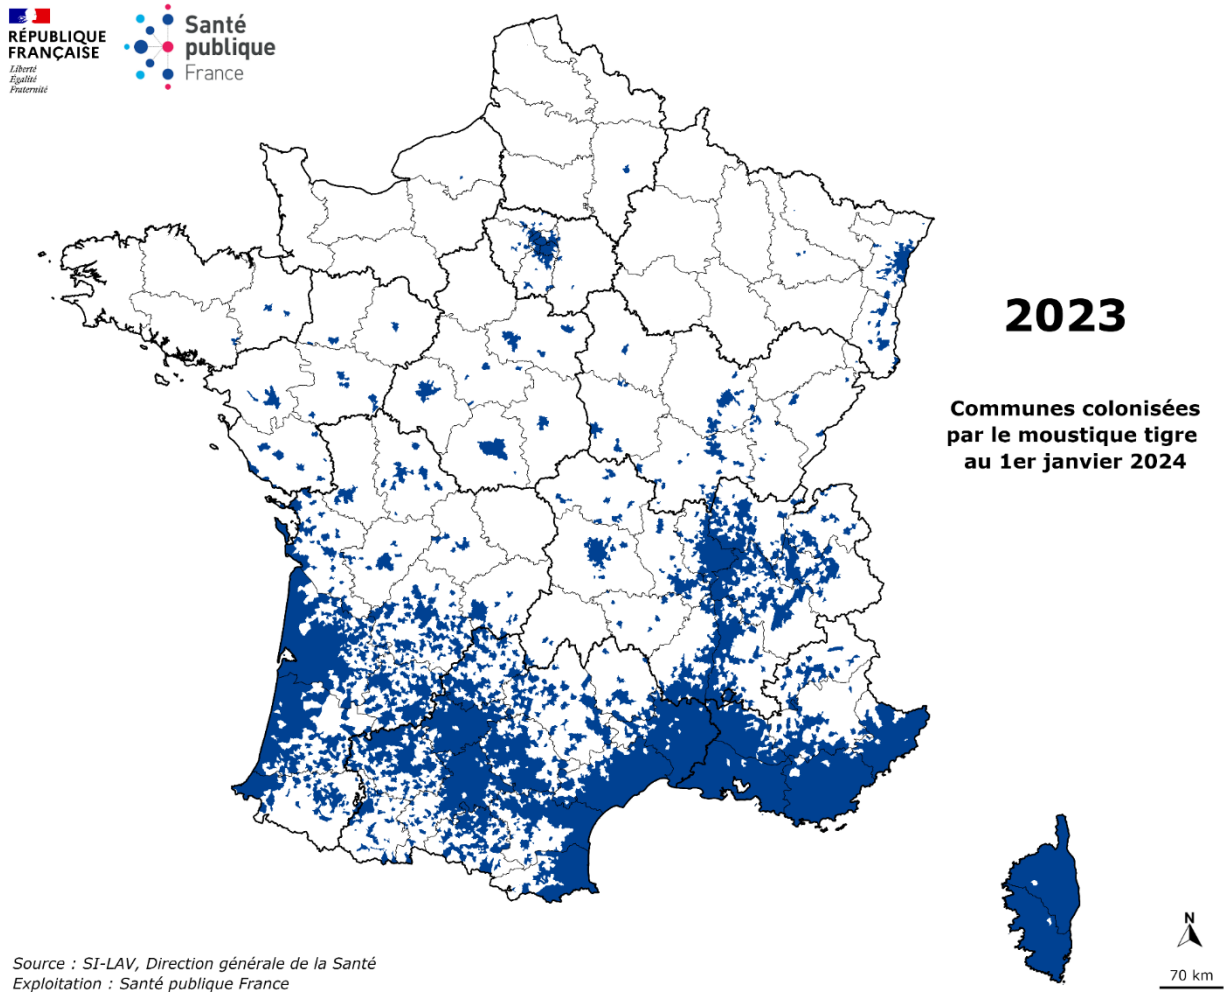 RÉPUBLIQUE
FRANÇAISE
Liberté
Égalité
Fraternité
Santé
publique
France
2023
Communes colonisées
par le moustique tigre
au 1er janvier 2024
N
70 km
Source : SI-LAV, Direction générale de la Santé
Exploitation : Santé publique France